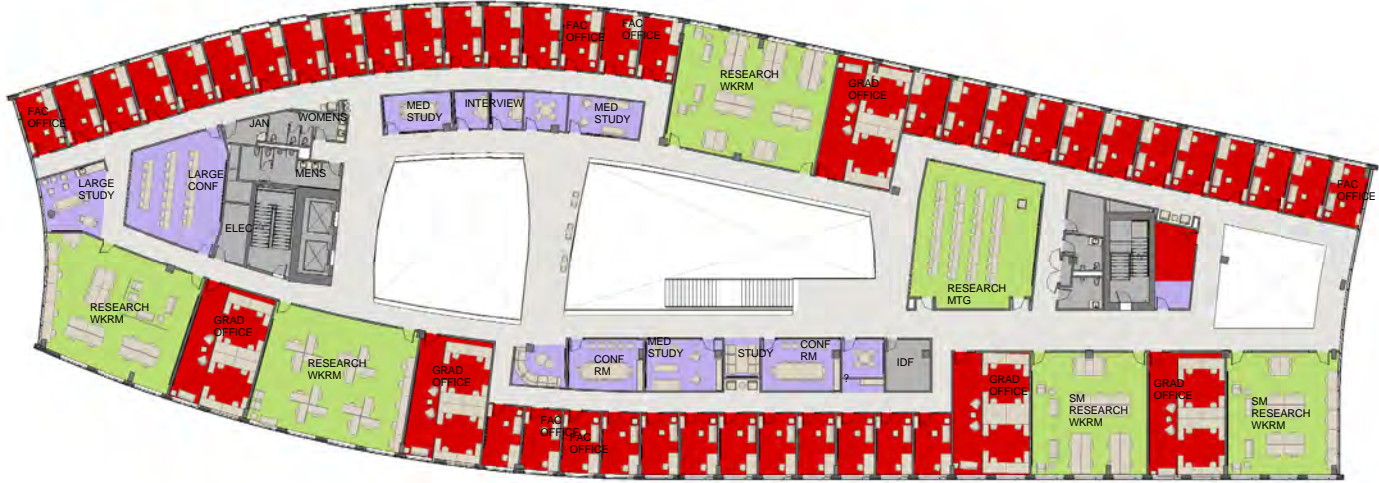 FAC
OFFICE
FAC
OFFICE
RESEARCH
WKRM
GRAD
OFFICE
FAC
OFFICE
JAN
WOMENS
MENS
MED
STUDY
INTERVIEW
MED
STUDY
LARGE
STUDY
LARGE
CONF
ELEC
FAC
OFFICE
RESEARCH
MTG
RESEARCH
WKRM
GRAD
OFFICE
RESEARCH
WKRM
GRAD
OFFICE
CONF
RM
MED
STUDY
STUDY
CONF
RM
?
IDF
FAC
OFFICE
FAC
OFFICE
GRAD
OFFICE
SM
RESEARCH
WKRM
GRAD
OFFICE
SM
RESEARCH
WKRM